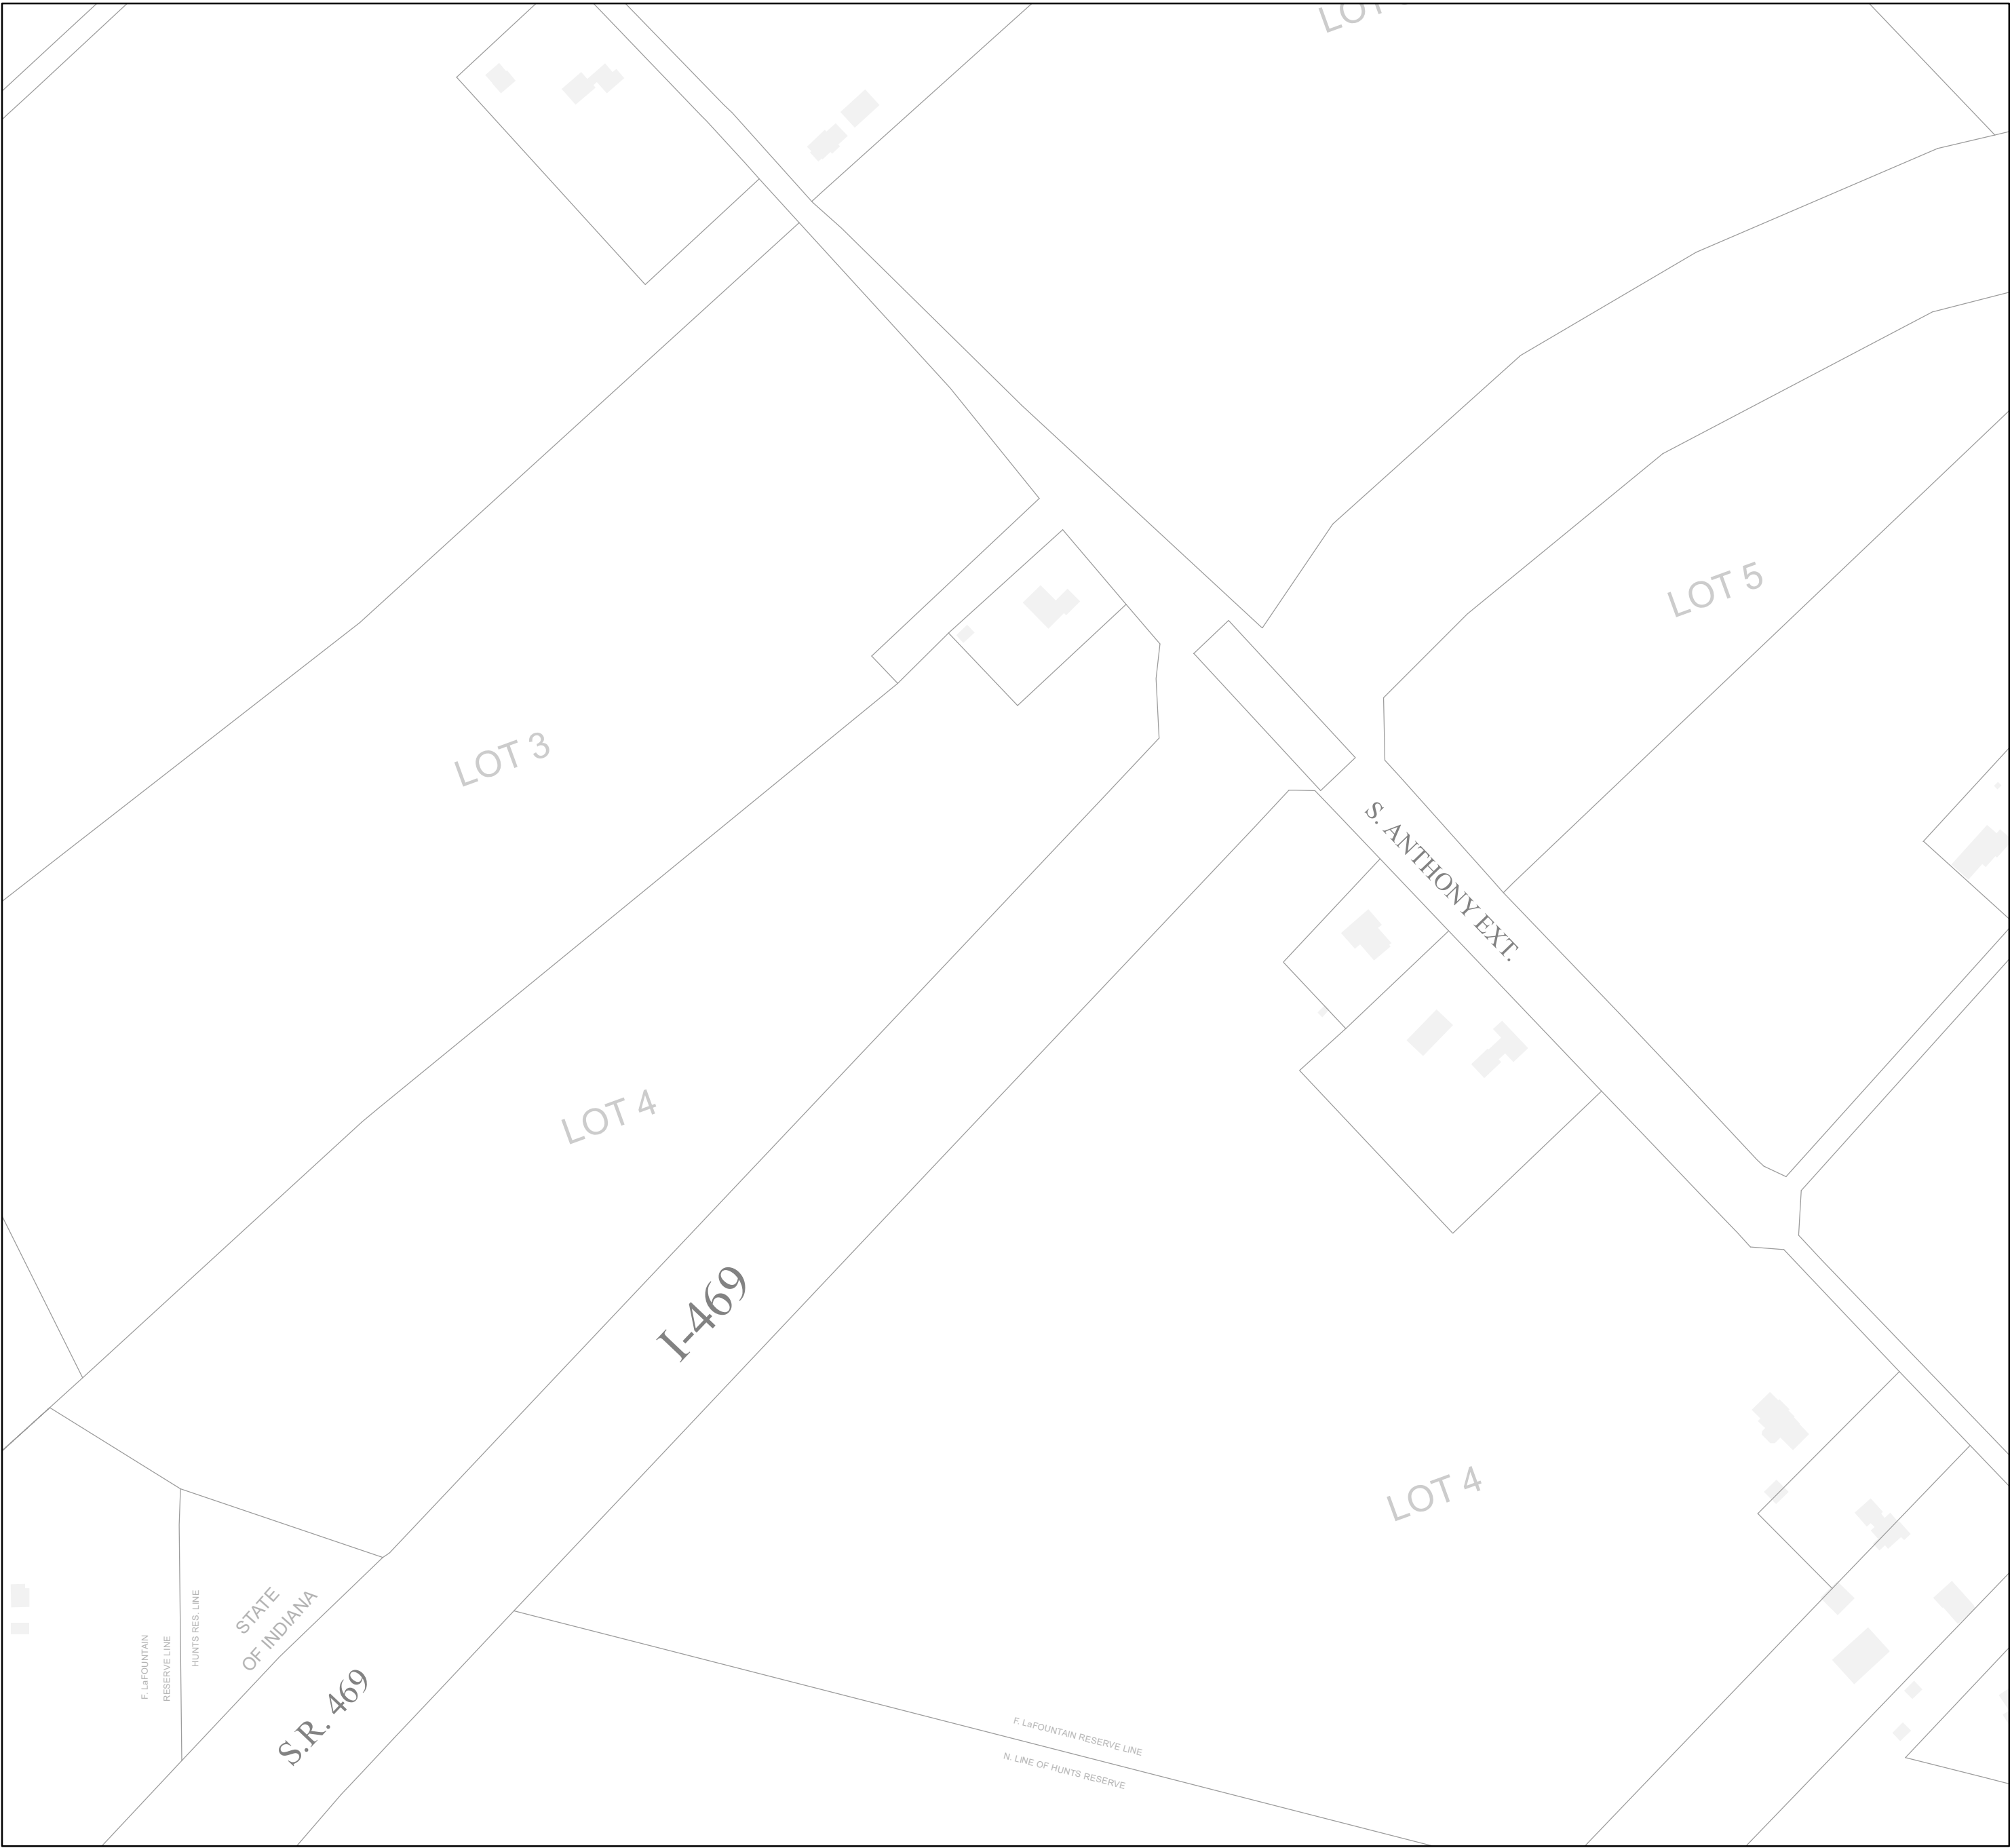 LOT
LOT 5
LOT 3
S. ANTHONY EXT.
LOT 4
I-469
LOT 4
STATE
OF INDIANA
HUNTS RES. LINE
F. LaFOUNTAIN
RESERVE LINE
S.R. 469
F. LaFOUNTAIN RESERVE LINE
N. LINE OF HUNTS RESERVE